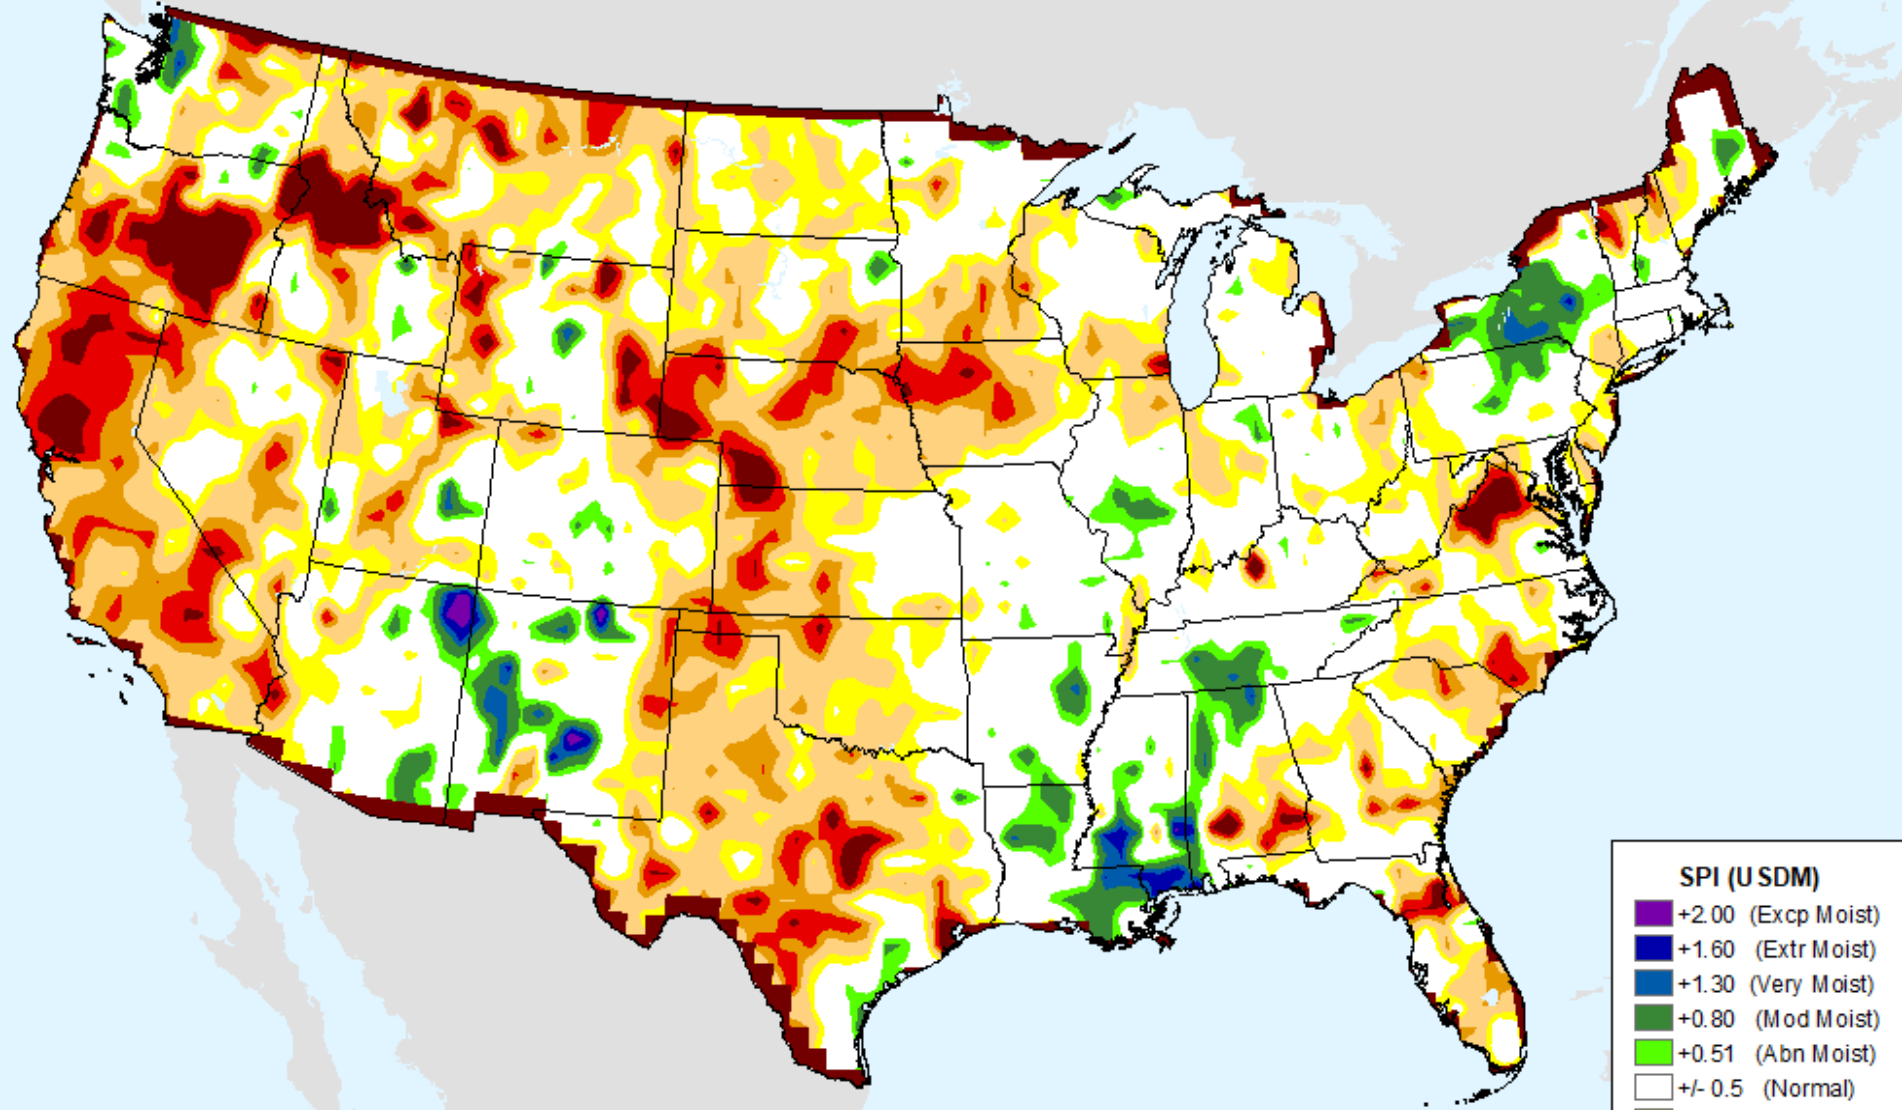 SPI (USDM)
+2.00 (Excp Moist)
+1.60 (Extr Moist)
+1.30 (Very Moist)
+0.80 (Mod Moist)
+0.51 (Abn Moist)
+/- 0.5 (Normal)